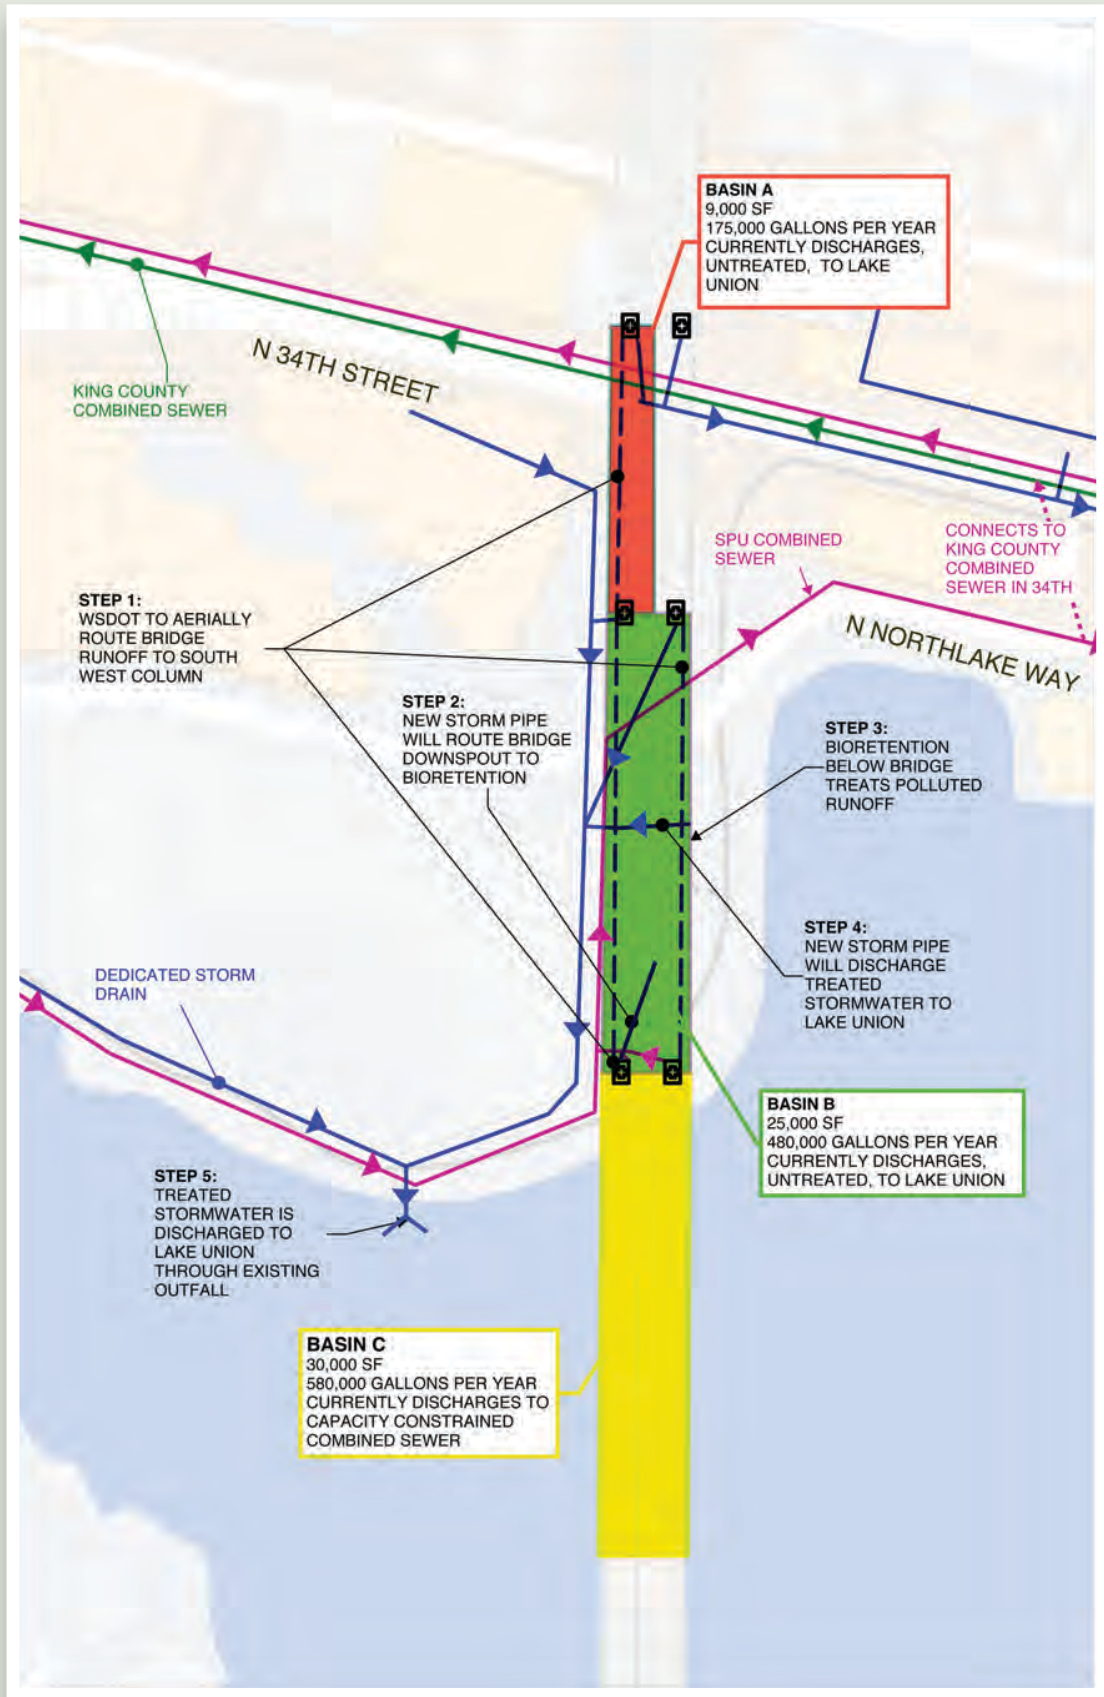 BASIN A
9,000 SF
175,000 GALLONS PER YEAR
CURRENTLY DISCHARGES,
UNTREATED, TO LAKE
UNION
N 34TH STREET
KING COUNTY
COMBINED SEWER
SPU COMBINED
SEWER
CONNECTS TO
KING COUNTY
COMBINED
SEWER IN 34TH
N NORTHLAKE WAY
STEP 1:
WSDOT TO AERIALLY
ROUTE BRIDGE
RUNOFF TO SOUTH
WEST COLUMN
STEP 2:
NEW STORM PIPE
WILL ROUTE BRIDGE
DOWNSPOUT TO
BIORETENTION
STEP 3:
BIORETENTION
BELOW BRIDGE
TREATS POLLUTED
RUNOFF
STEP 4:
NEW STORM PIPE
WILL DISCHARGE
TREATED
STORMWATER TO
LAKE UNION
DEDICATED STORM
DRAIN
BASIN B
25,000 SF
480,000 GALLONS PER YEAR
CURRENTLY DISCHARGES,
UNTREATED, TO LAKE UNION
STEP 5:
TREATED
STORMWATER IS
DISCHARGED TO
LAKE UNION
THROUGH EXISTING
OUTFALL
BASIN C
30,000 SF
580,000 GALLONS PER YEAR
CURRENTLY DISCHARGES TO
CAPACITY CONSTRAINED
COMBINED SEWER